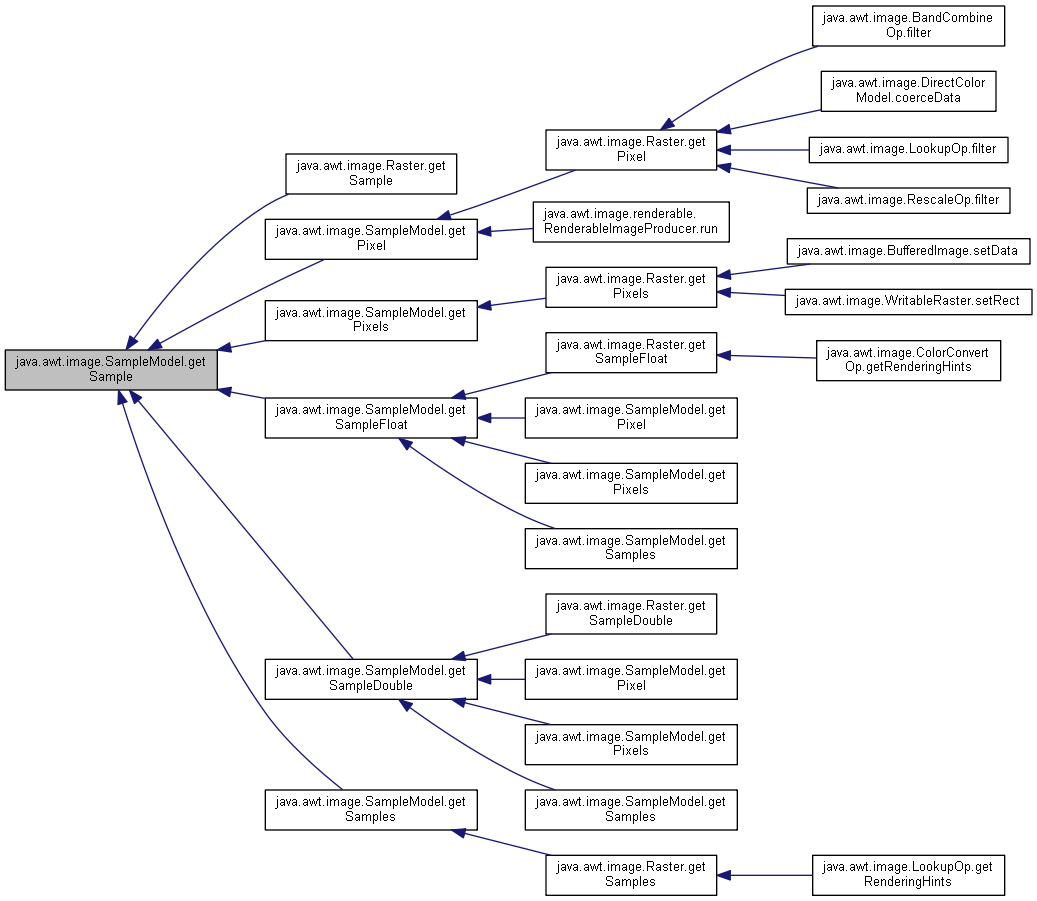 java.awt.image.BandCombine
Op.filter
java.awt.image.DirectColor
Model.coerceData
java.awt.image.Raster.get
Pixel
java.awt.image.LookupOp.filter
java.awt.image.Raster.get
Sample
java.awt.image.RescaleOp.filter
java.awt.image.renderable.
RenderableImageProducer.run
java.awt.image.SampleModel.get
Pixel
java.awt.image.BufferedImage.setData
java.awt.image.Raster.get
Pixels
java.awt.image.WritableRaster.setRect
java.awt.image.SampleModel.get
Pixels
java.awt.image.Raster.get
SampleFloat
java.awt.image.ColorConvert
Op.getRenderingHints
java.awt.image.SampleModel.get
Sample
java.awt.image.SampleModel.get
SampleFloat
java.awt.image.SampleModel.get
Pixel
java.awt.image.SampleModel.get
Pixels
java.awt.image.SampleModel.get
Samples
java.awt.image.Raster.get
SampleDouble
java.awt.image.SampleModel.get
SampleDouble
java.awt.image.SampleModel.get
Pixel
java.awt.image.SampleModel.get
Pixels
java.awt.image.SampleModel.get
Samples
java.awt.image.SampleModel.get
Samples
java.awt.image.Raster.get
Samples
java.awt.image.LookupOp.get
RenderingHints